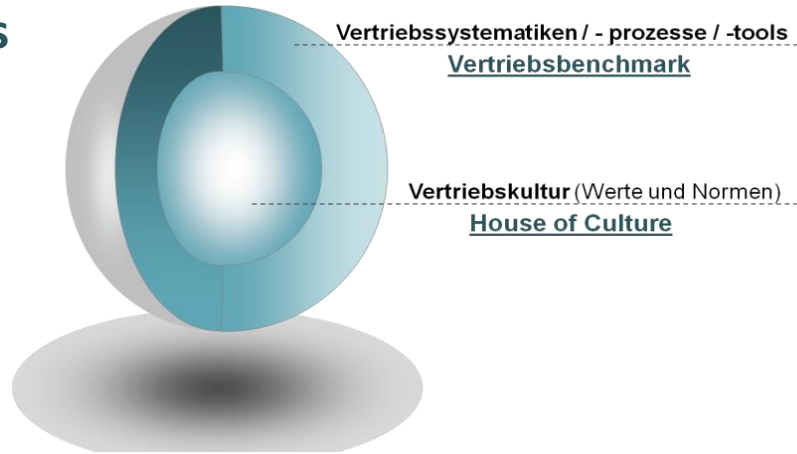 s
Vertriebssystematiken / - prozesse / -tools
Vertriebsbenchmark
Vertriebskultur (Werte und Normen)
House of Culture